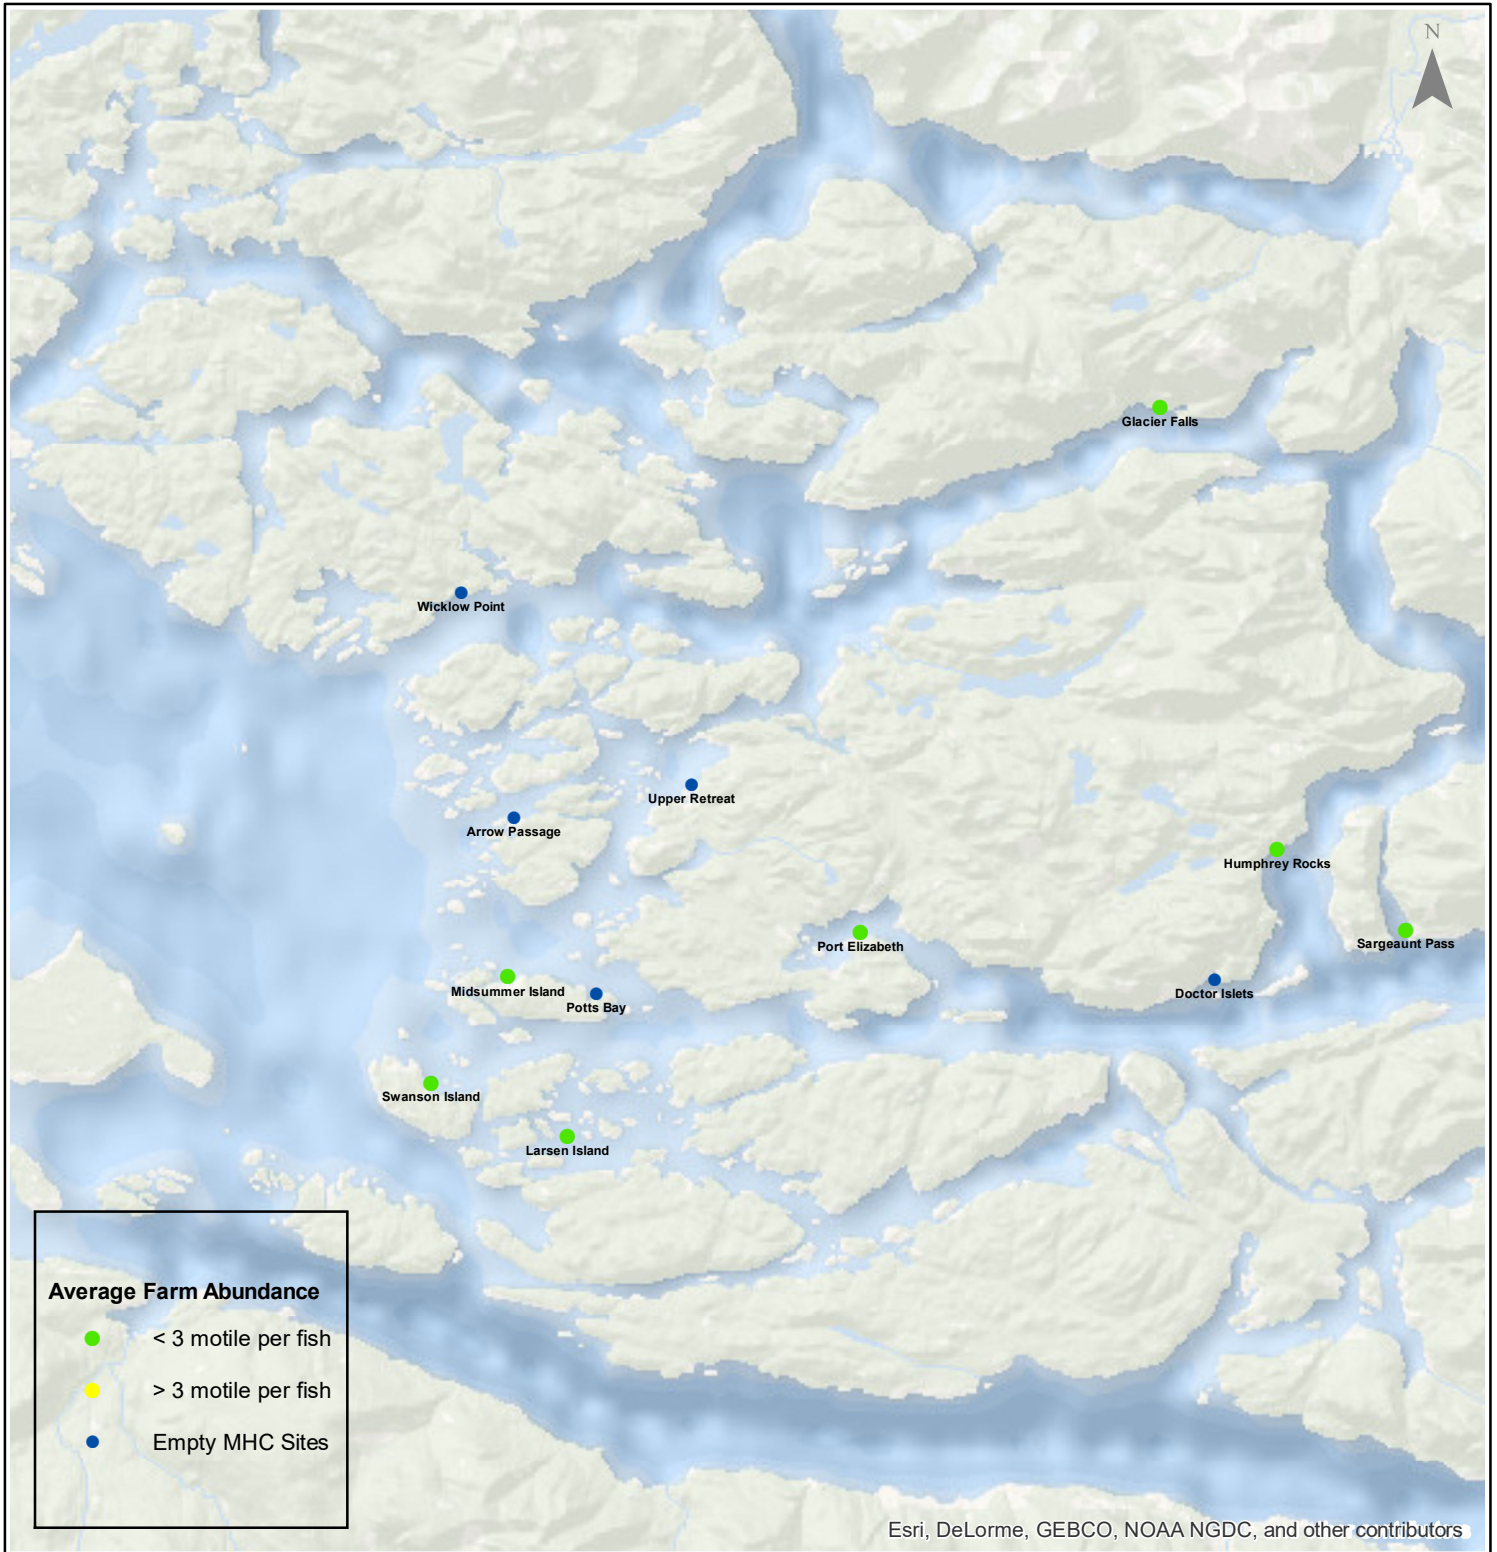 N
Glacier Falls
Wicklow Point
Upper Retreat
Arrow Passage
Humphrey Rocks
Port Elizabeth
Sargeaunt Pass
Midsummer Island
Potts Bay
Doctor Islets
Swanson Island
Larsen Island
Average Farm Abundance
< 3 motile per fish
> 3 motile per fish
Empty MHC Sites
Esri, DeLorme, GEBCO, NOAA NGDC, and other contributors